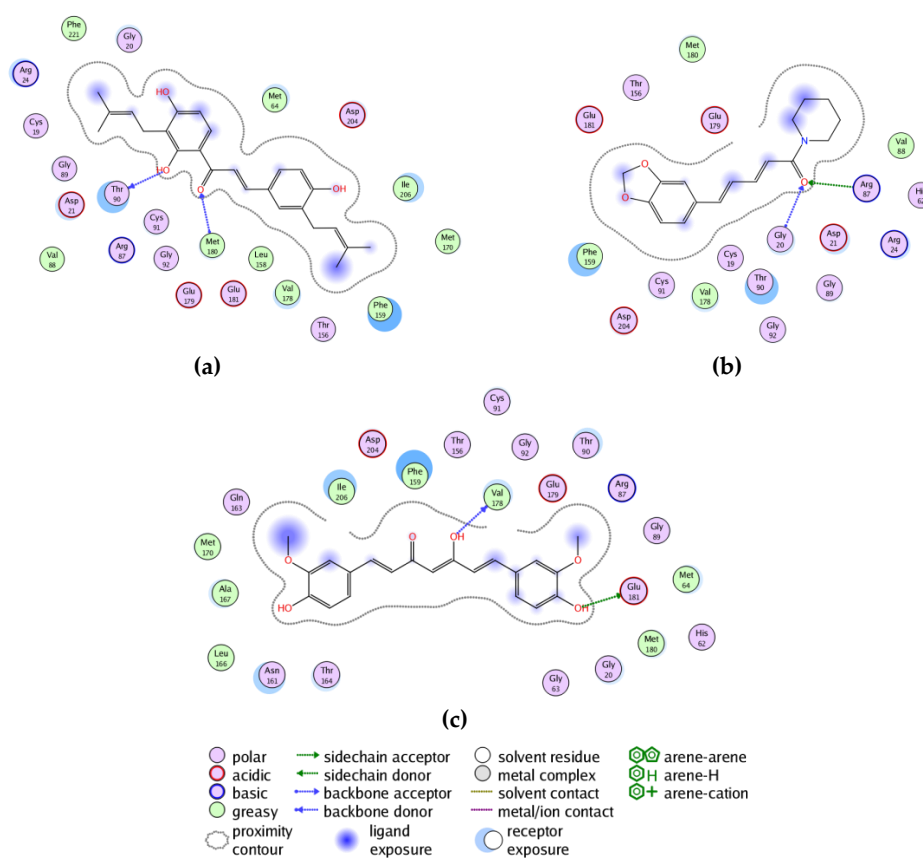 Phe
221
Gly
20
Arg
24
Met
64
Asp
204
Cys
19
HO
OH
Gly
89
HO
O
Ile
206
Asp
21
Thr
90
Cys
91
Met
180
Met
170
Val
88
Arg
87
Gly
92
Leu
158
Glu
179
Glu
181
Val
178
Phe
159
Thr
156
(a)
Met
180
Thr
156
Glu
181
Glu
179
Val
88
N
O
O
O
Arg
87
Gly
20
Asp
21
Arg
24
Phe
159
Cys
19
Cys
91
Val
178
Thr
90
Gly
89
Asp
204
Gly
92
(b)
Cys
91
Asp
204
Thr
156
Gly
92
Thr
90
Phe
159
Ile
206
Val
178
Glu
179
Arg
87
Gln
163
Gly
89
O
OH
Met
170
O
O
Met
64
Ala
167
HO
OH
Glu
181
Leu
166
Asn
161
Thr
164
Gly
63
Gly
20
Met
180
His
62
(c)
polar
acidic
basic
greasy
proximity
contour
sidechain acceptor
sidechain donor
backbone acceptor
backbone donor
ligand
exposure
solvent residue
metal complex
solvent contact
metal/ion contact
receptor
exposure
arene-arene
H arene-H
+ arene-cation